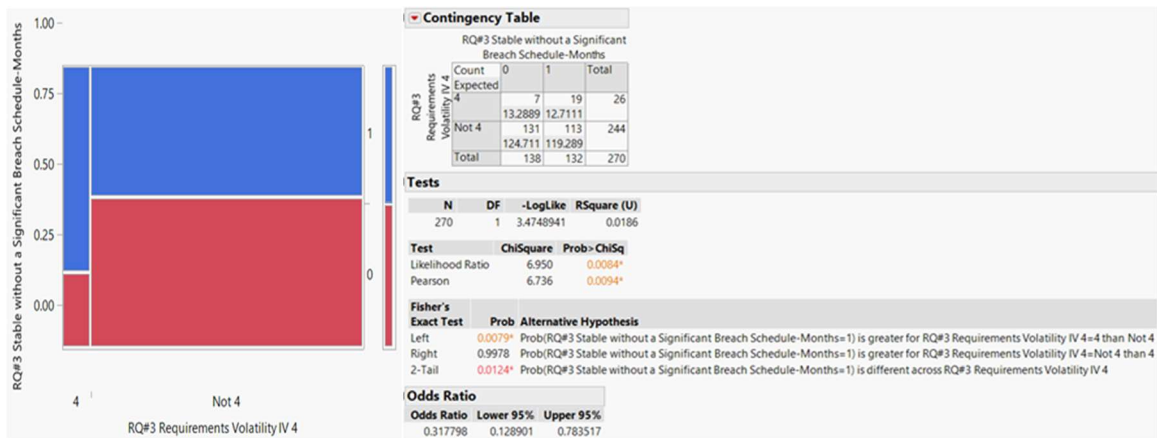 RQ#3 Stable without a Significant Breach Schedule-Months
1.00
0.75
0.50
0.25
0.00
1
0
4
Not 4
RQ#3 Requirements Volatility IV 4
Contingency Table
RQ#3 Stable without a Significant
Breach Schedule-Months
RQ#3
Requirements
Volatility IV 4
Count 0 1 Total
Expected
4 7 19 26
13.2889 12.7111
Not 4 131 113 244
124.711 119.289
Total 138 132 270
Tests
N DF -LogLike RSquare (U)
270 1 3.4748941 0.0186
Test ChiSquare Prob>ChiSq
Likelihood Ratio 6.950 0.0084*
Pearson 6.736 0.0094*
Fisher's
Exact Test Prob Alternative Hypothesis
Left 0.0079* Prob(RQ#3 Stable without a Significant Breach Schedule-Months=1) is greater for RQ#3 Requirements Volatility IV 4=4 than Not 4
Right 0.9978 Prob(RQ#3 Stable without a Significant Breach Schedule-Months=1) is greater for RQ#3 Requirements Volatility IV 4=Not 4 than 4
2-Tail 0.0124* Prob(RQ#3 Stable without a Significant Breach Schedule-Months=1) is different across RQ#3 Requirements Volatility IV 4
Odds Ratio
Odds Ratio Lower 95% Upper 95%
0.317798 0.128901 0.783517